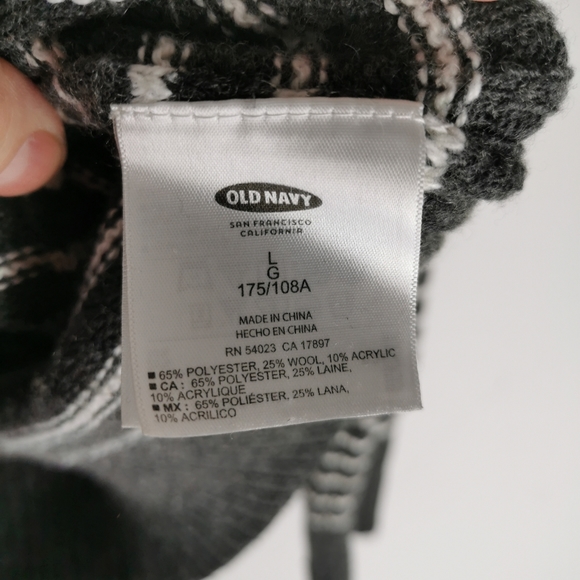 OLD NAVY
SAN FRANCISCO
CALIFORNIA
L
G
175/108A
MADE IN CHINA
HECHO EN CHINA
RN 54023 CA 17897
■ 65% POLYESTER, 25% WOOL, 10% ACRYLIC
■ CA : 65% POLYESTER, 25% LAINE,
10% ACRYLIQUE
■ MX : 65% POLIÉSTER, 25% LANA,
10% ACRÍLICO